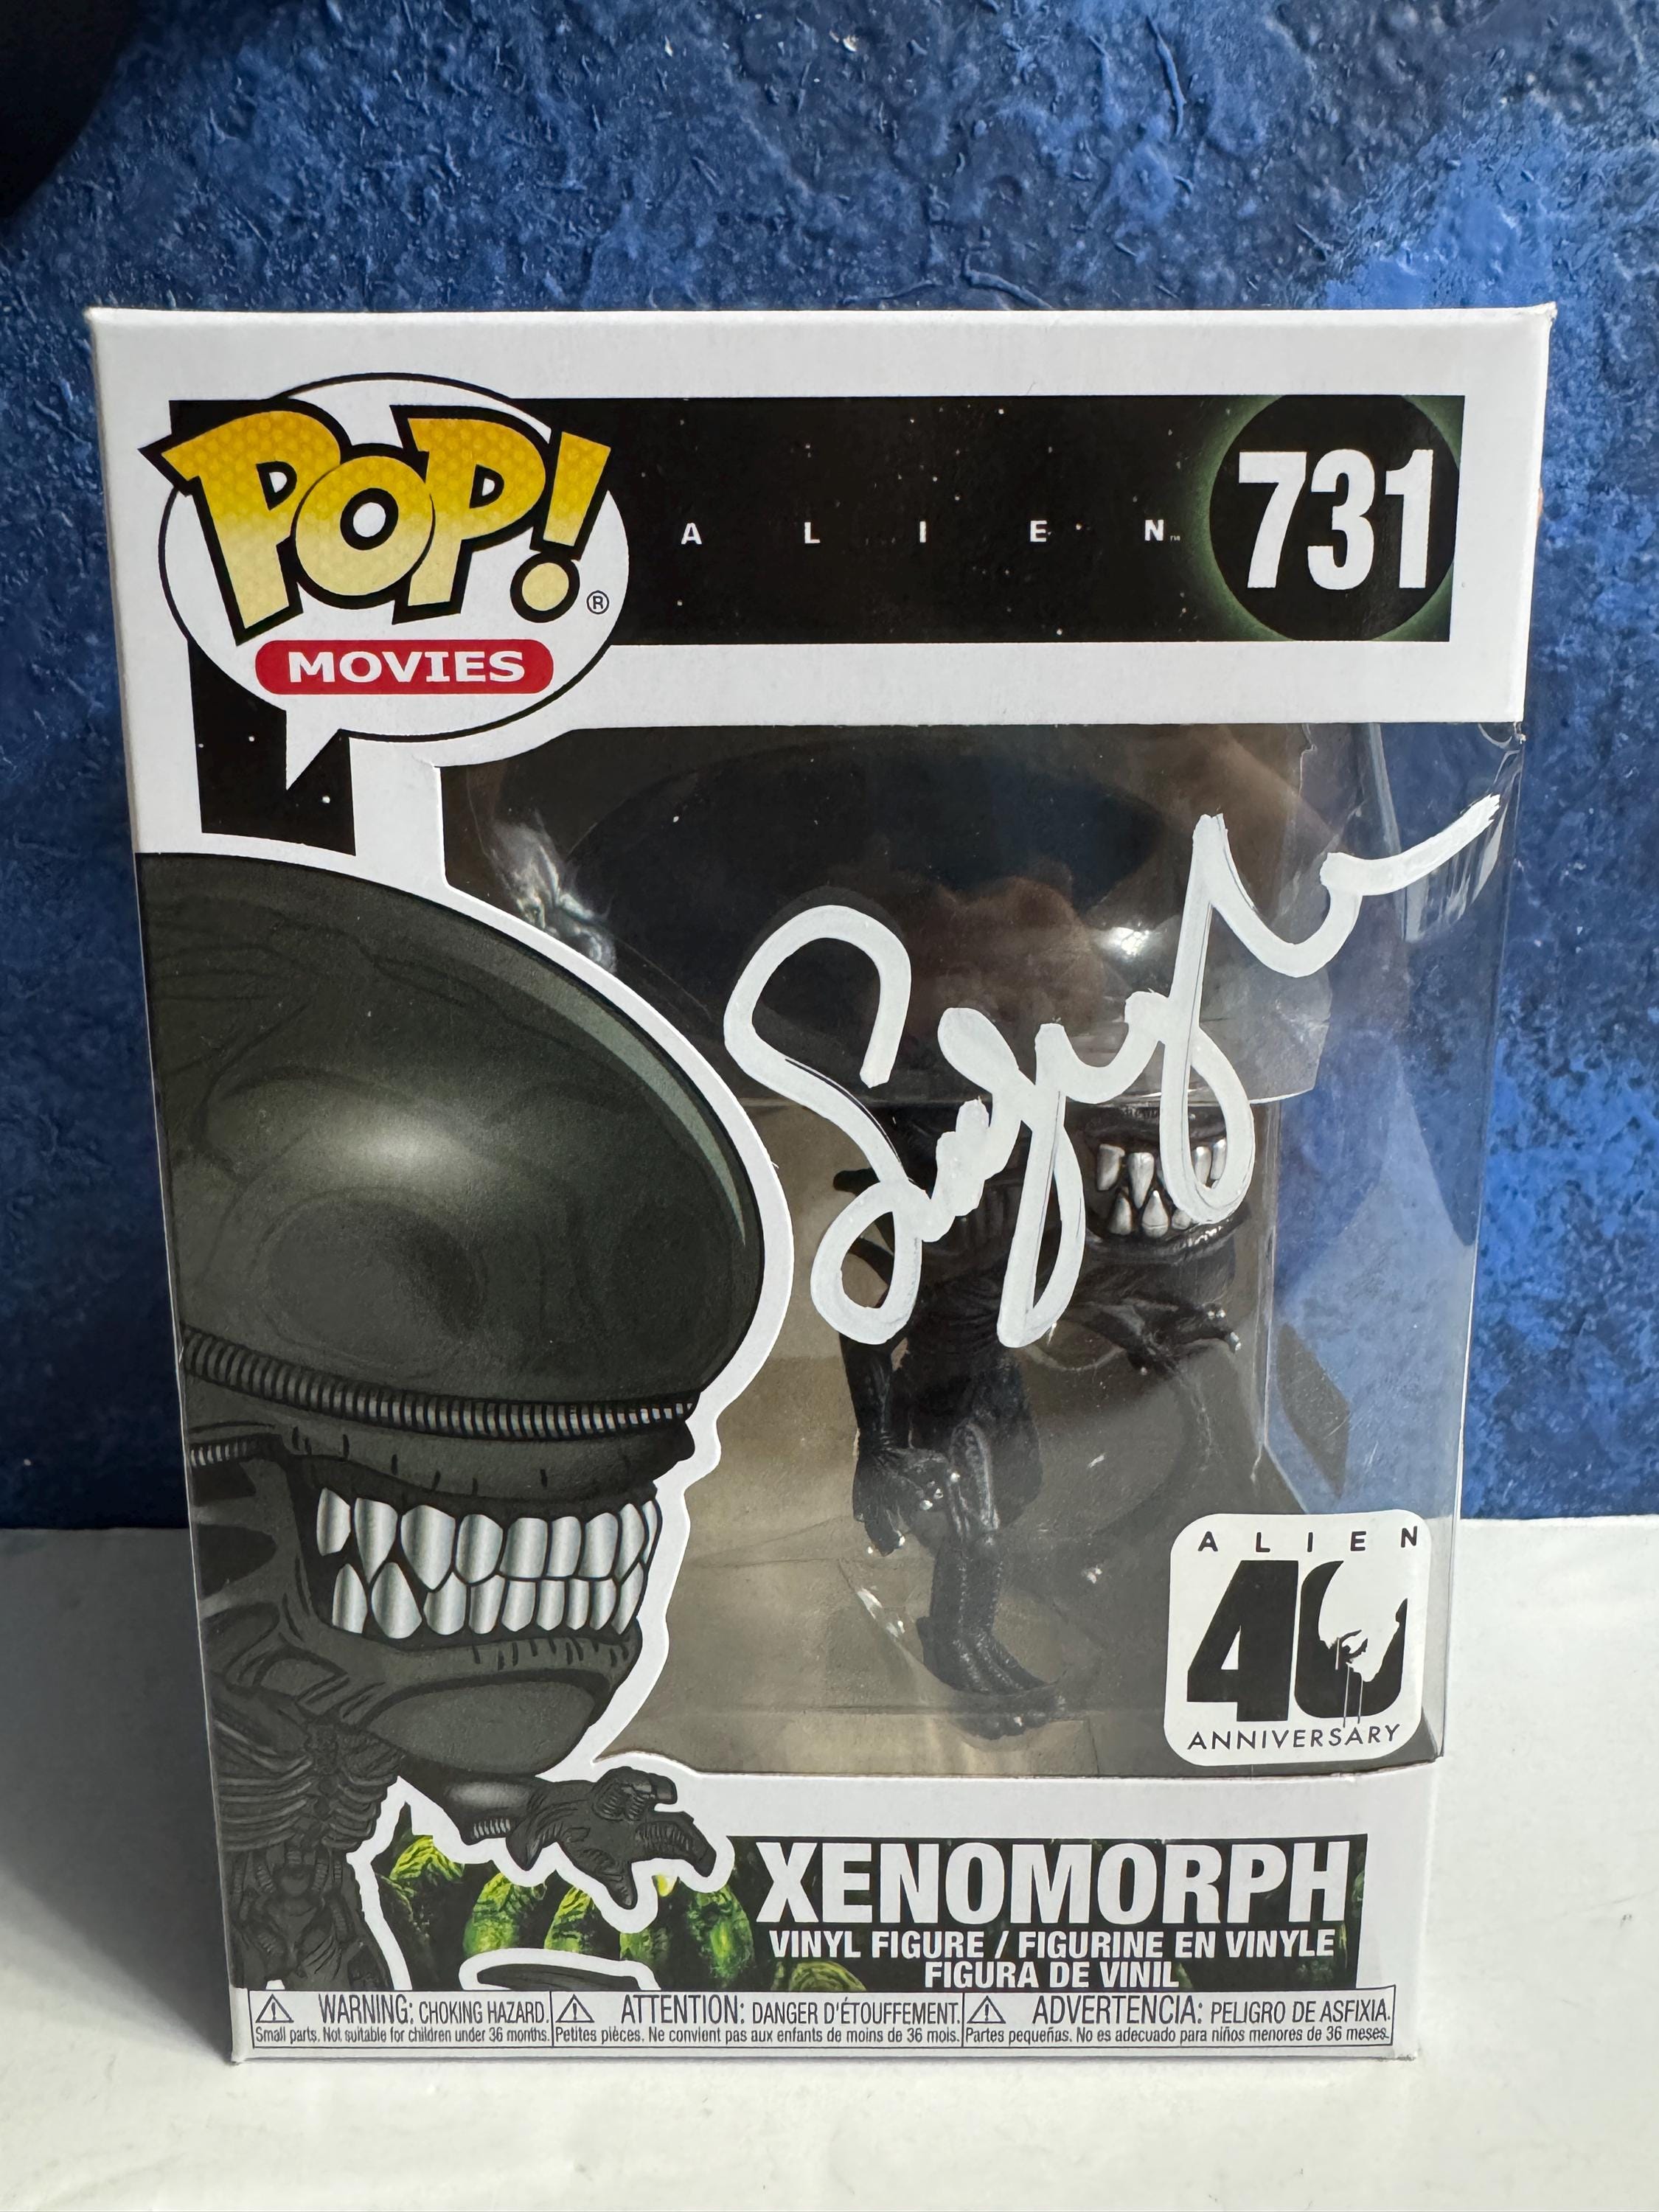 POP!®
MOVIES
ALIEN™
731
ALIEN
40
ANNIVERSARY
XENOMORPH
VINYL FIGURE / FIGURINE EN VINYLE
FIGURA DE VINIL
⚠ WARNING: CHOKING HAZARD.
Small parts. Not suitable for children under 36 months.
⚠ ATTENTION: DANGER D'ÉTOUFFEMENT.
Petites pièces. Ne convient pas aux enfants de moins de 36 mois.
⚠ ADVERTENCIA: PELIGRO DE ASFIXIA.
Partes pequeñas. No es adecuado para niños menores de 36 meses.